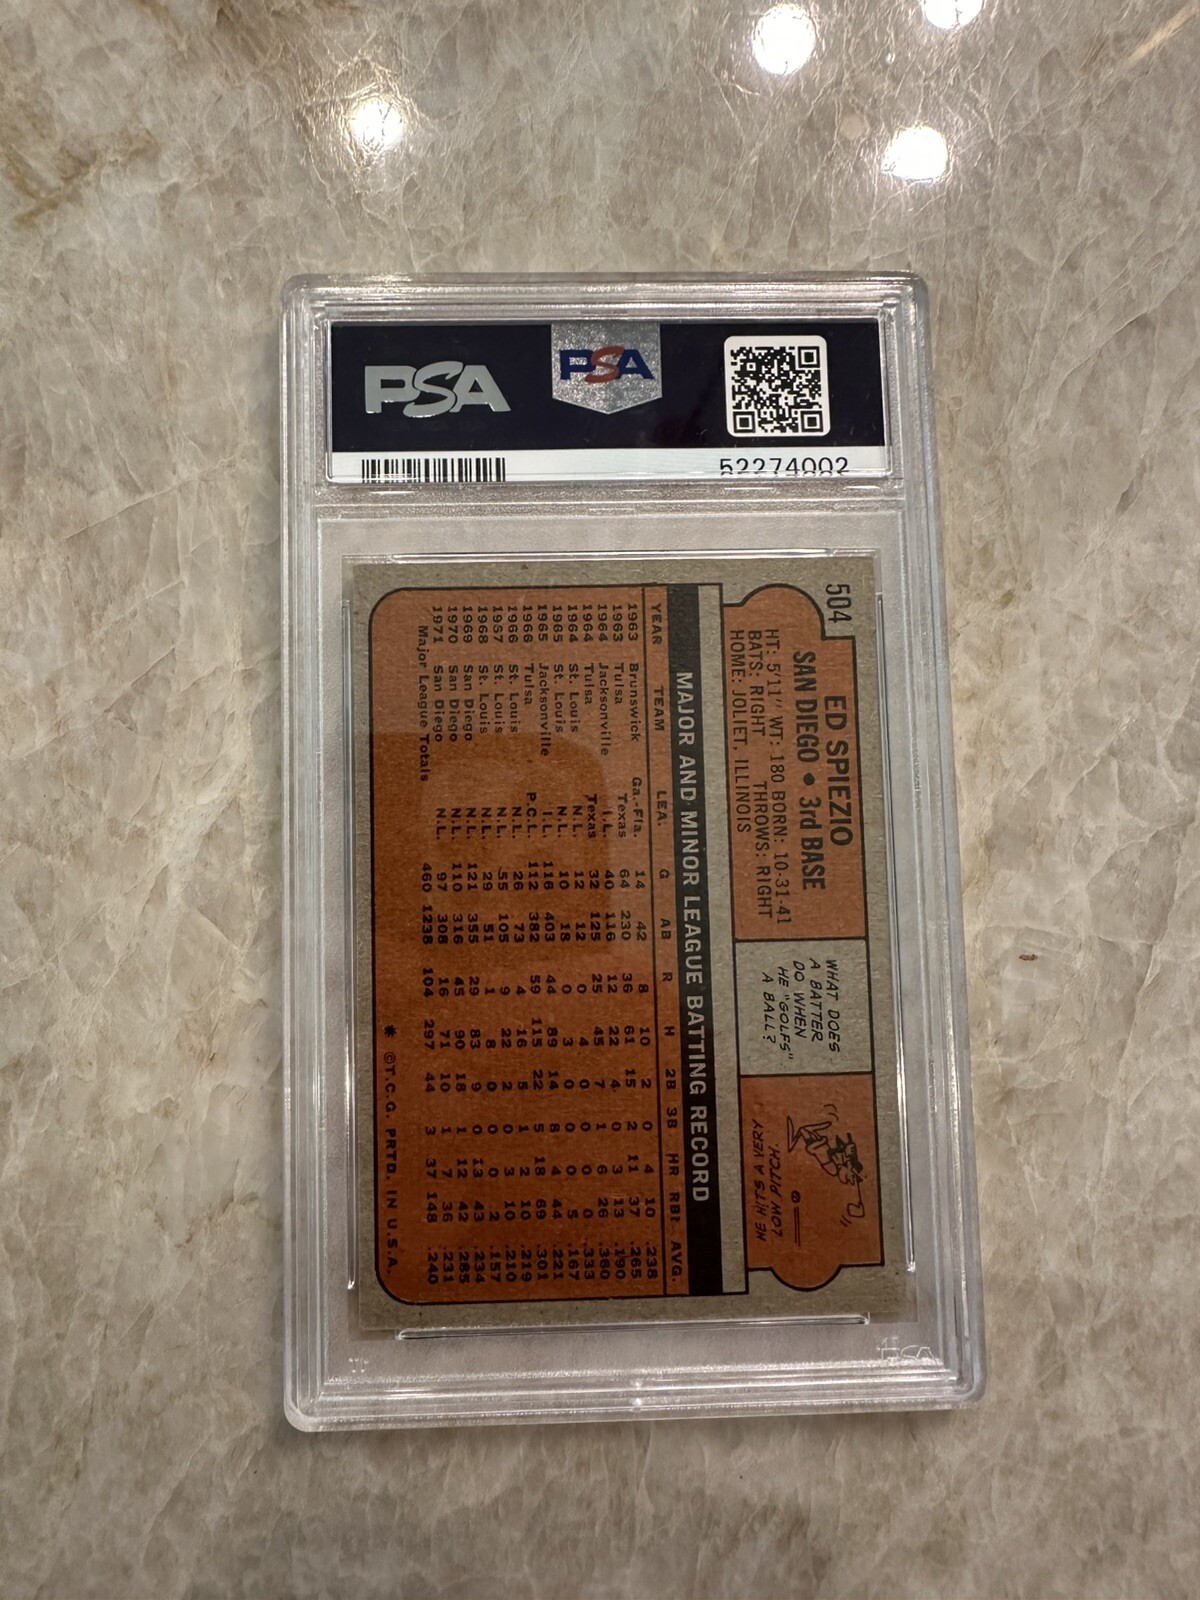 PSA
PSA
52274002
504
ED SPIEZIO
SAN DIEGO • 3rd BASE
HT: 5'11" WT: 180 BORN: 10-31-41
BATS: RIGHT THROWS: RIGHT
HOME: JOLIET, ILLINOIS
WHAT DOES
A BATTER
DO WHEN
HE "GOLFS"
A BALL?
HE HITS A VERY
LOW PITCH.
MAJOR AND MINOR LEAGUE BATTING RECORD
YEAR TEAM LEA. G AB R H 2B 3B HR RBI AVG.
1963 Brunswick Ga.-Fla. 14 42 8 10 2 0 4 10 .238
1963 Tulsa Texas 64 230 36 61 15 2 11 37 .265
1964 Jacksonville I.L. 40 116 12 22 4 0 3 13 .190
1964 Tulsa Texas 32 125 25 45 7 1 6 26 .360
1964 St. Louis N.L. 12 12 0 4 0 0 0 0 .333
1965 St. Louis N.L. 10 18 0 3 0 0 0 5 .167
1965 Jacksonville I.L. 116 403 44 89 14 8 4 44 .221
1966 Tulsa P.C.L. 112 382 59 115 22 5 18 69 .301
1966 St. Louis N.L. 26 73 4 16 5 1 2 10 .219
1967 St. Louis N.L. 55 105 9 22 2 0 3 10 .210
1968 St. Louis N.L. 29 51 1 8 0 0 0 2 .157
1969 San Diego N.L. 121 355 29 83 9 0 13 43 .234
1970 San Diego N.L. 110 316 45 90 18 1 12 42 .285
1971 San Diego N.L. 97 308 16 71 10 1 7 36 .231
Major League Totals 460 1238 104 297 44 3 37 148 .240
* © T.C.G. PRTD. IN U.S.A.
PSA